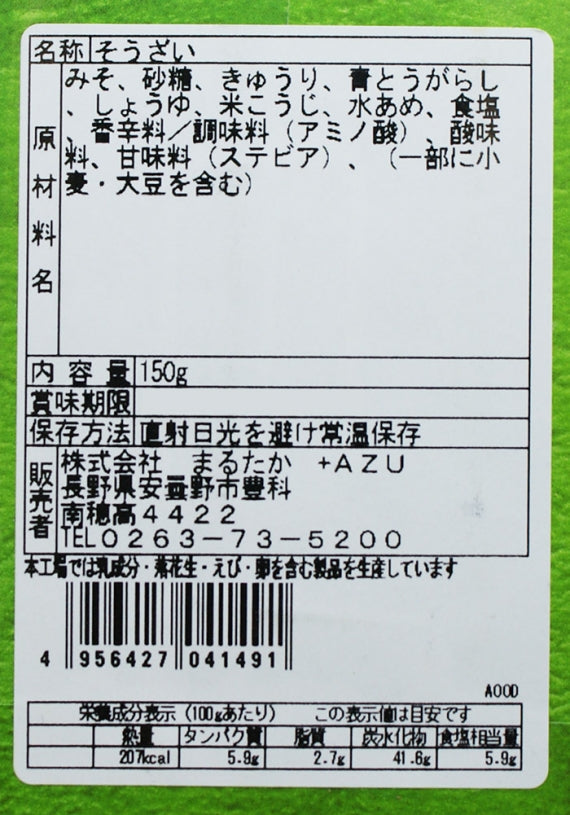 名称 そうざい
原材料名 みそ、砂糖、きゅうり、青とうがらし
、しょうゆ、米こうじ、水あめ、食塩
、香辛料／調味料（アミノ酸）、酸味
料、甘味料（ステビア）、（一部に小
麦・大豆を含む）
内容量 150g
賞味期限
保存方法 直射日光を避け常温保存
販売者 株式会社 まるたか +AZU
長野県安曇野市豊科
南穂高4422
TEL0263-73-5200
本工場では乳成分・落花生・えび・卵を含む製品を生産しています
4 956427 041491
A00D
栄養成分表示（100gあたり） この表示値は目安です
熱量 タンパク質 脂質 炭水化物 食塩相当量
207kcal 5.9g 2.7g 41.6g 5.9g